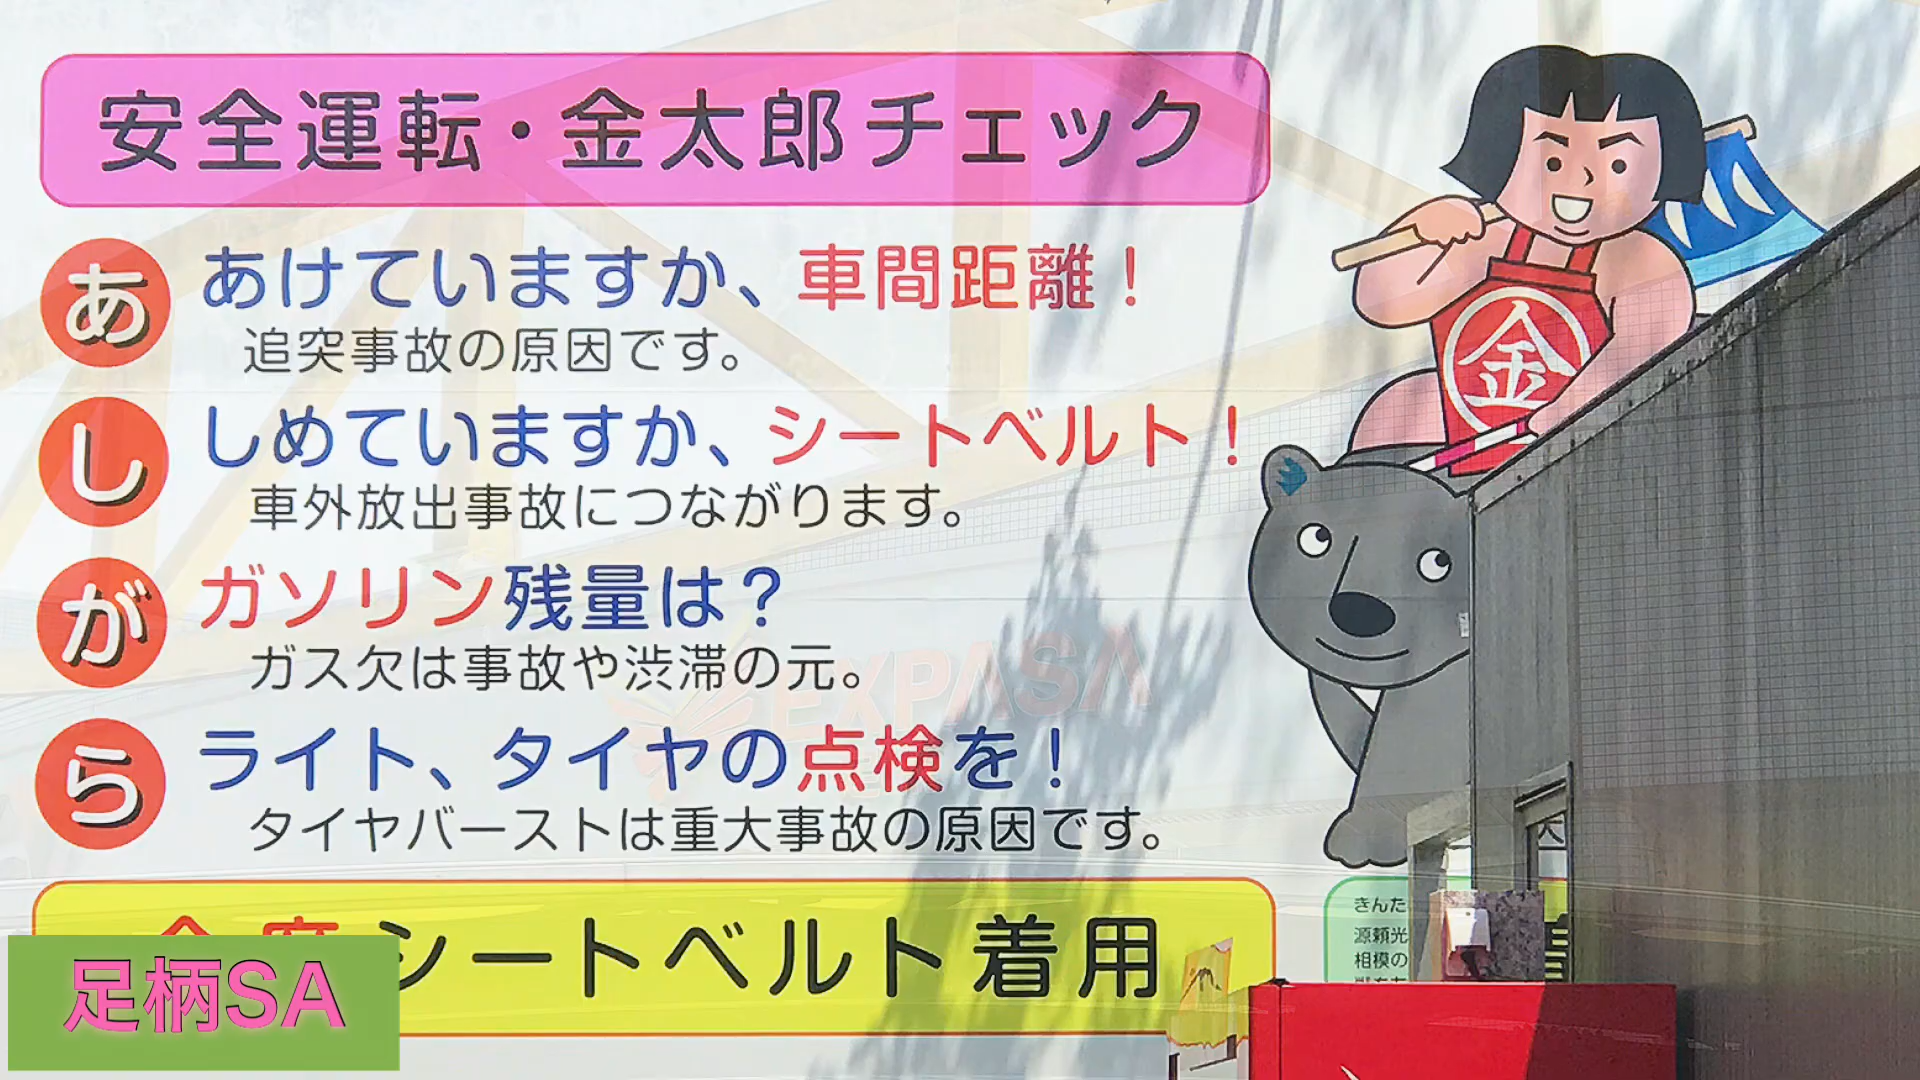 安全運転・金太郎チェック
あ
あけていますか、車間距離！
追突事故の原因です。
し
しめていますか、シートベルト！
車外放出事故につながります。
が
ガソリン残量は？
ガス欠は事故や渋滞の元。
ら
ライト、タイヤの点検を！
タイヤバーストは重大事故の原因です。
シートベルト着用
足柄SA
金
EXPASA
きんた
源頼光
相模の